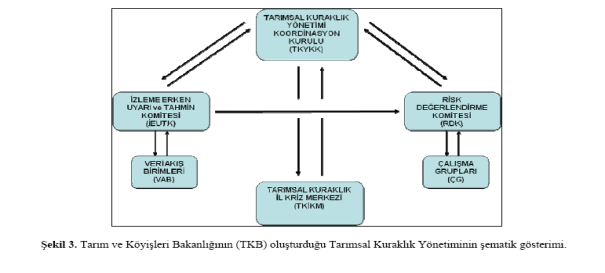 TARIMSAL KURAKLIK
YÖNETİMİ
KOORDİNASYON
KURULU
(TKYKK)
İZLEME ERKEN
UYARI ve TAHMİN
KOMİTESİ
(İEUTK)
RİSK
DEĞERLENDİRME
KOMİTESİ
(RDK)
VERİ AKIŞ
BİRİMLERİ
(VAB)
ÇALIŞMA
GRUPLARI
(ÇG)
TARIMSAL KURAKLIK
İL KRİZ MERKEZİ
(TKİKM)
Şekil 3. Tarım ve Köyişleri Bakanlığının (TKB) oluşturduğu Tarımsal Kuraklık Yönetiminin şematik gösterimi.